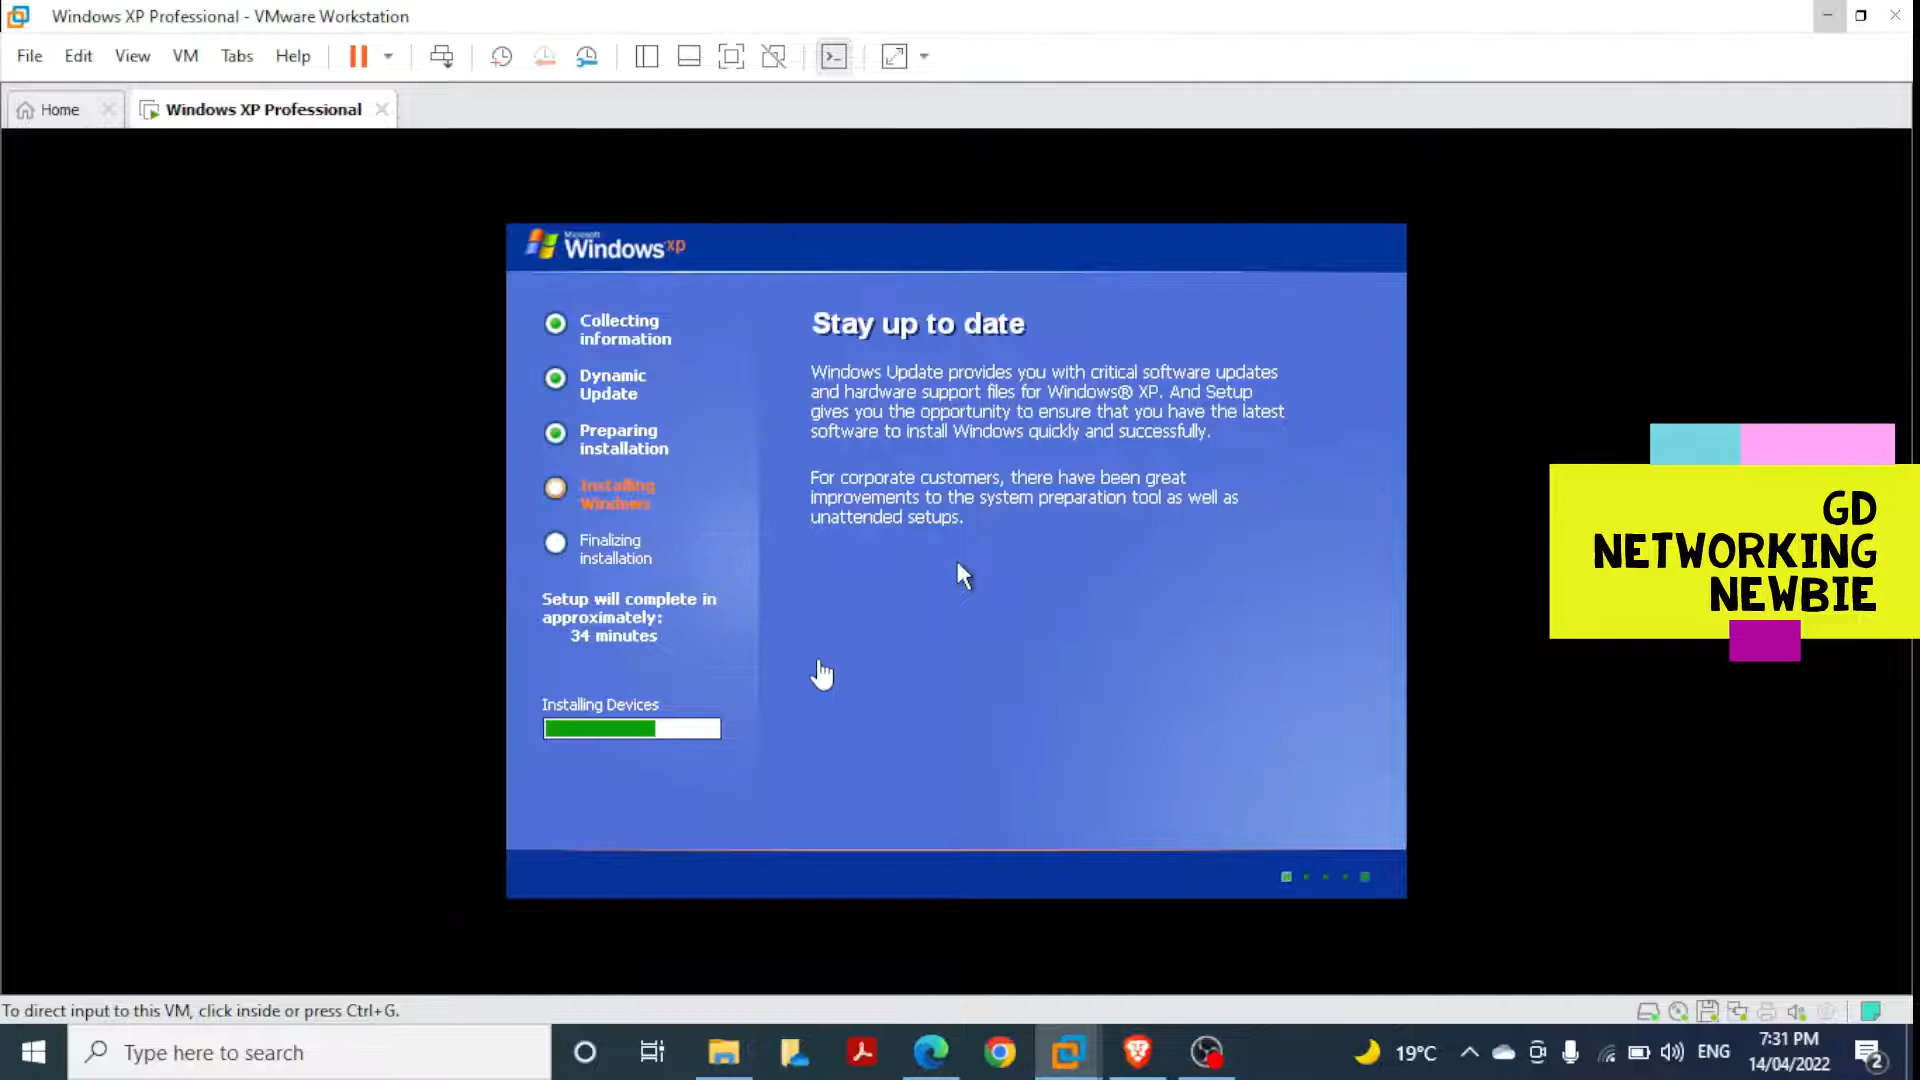 Windows XP Professional - VMware Workstation
File Edit View VM Tabs Help
Home
Windows XP Professional
Microsoft
Windows xp
Collecting
information
Dynamic
Update
Preparing
installation
Installing
Windows
Finalizing
installation
Setup will complete in
approximately:
34 minutes
Installing Devices
Stay up to date
Windows Update provides you with critical software updates
and hardware support files for Windows® XP. And Setup
gives you the opportunity to ensure that you have the latest
software to install Windows quickly and successfully.
For corporate customers, there have been great
improvements to the system preparation tool as well as
unattended setups.
GD
NETWORKING
NEWBIE
To direct input to this VM, click inside or press Ctrl+G.
Type here to search
19°C
ENG
7:31 PM
14/04/2022
2